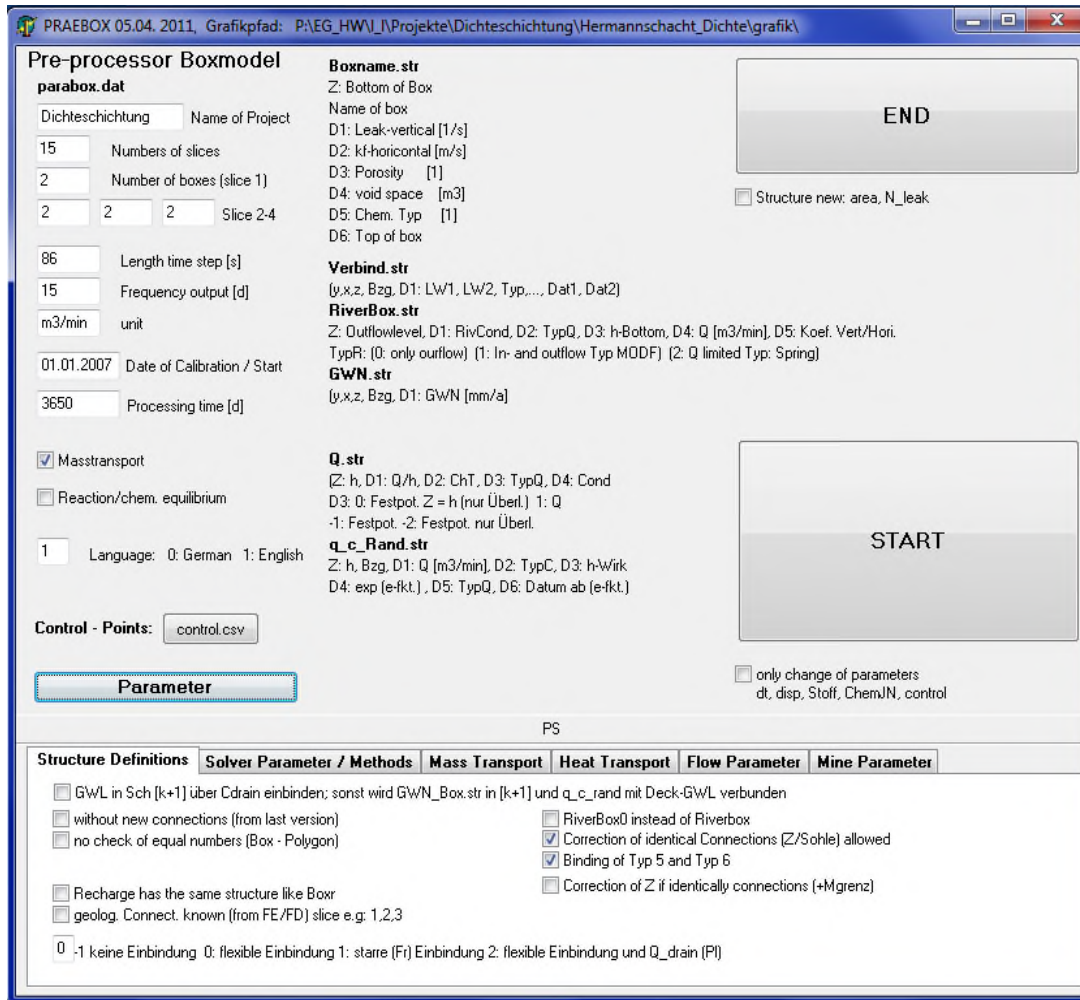 PRAEBOX 05.04. 2011, Grafikpfad: P:\EG_HW\I_I\Projekte\Dichteschichtung\Hermannschacht_Dichte\grafik\
Pre-processor Boxmodel
parabox.dat
Dichteschichtung Name of Project
15 Numbers of slices
2 Number of boxes (slice 1)
2 2 2 Slice 2-4
86 Length time step [s]
15 Frequency output [d]
m3/min unit
01.01.2007 Date of Calibration / Start
3650 Processing time [d]
Masstransport
Reaction/chem. equilibrium
1 Language: 0: German 1: English
Control - Points: control.csv
Parameter
Boxname.str
Z: Bottom of Box
Name of box
D1: Leak-vertical [1/s]
D2: kf-horicontal [m/s]
D3: Porosity [1]
D4: void space [m3]
D5: Chem. Typ [1]
D6: Top of box
Verbind.str
(y,x,z, Bzg, D1: LW1, LW2, Typ,..., Dat1, Dat2)
RiverBox.str
Z: Outflowlevel, D1: RivCond, D2: TypQ, D3: h-Bottom, D4: Q [m3/min], D5: Koef. Vert/Hori.
TypR: (0: only ourflow) (1: In- and outflow Typ MODF) (2: Q limited Typ: Spring)
GWN.str
(y,x,z, Bzg, D1: GWN [mm/a]
Q.str
(Z: h, D1: Q/h, D2: ChT, D3: TypQ, D4: Cond
D3: 0: Festpot. Z = h (nur Überl.) 1: Q
-1: Festpot. -2: Festpot. nur Überl.
q_c_Rand.str
Z: h, Bzg, D1: Q [m3/min], D2: TypC, D3: h-Wirk
D4: exp (e-fkt.) , D5: TypQ, D6: Datum ab (e-fkt.)
END
Structure new: area, N_leak
START
only change of parameters
dt, disp, Stoff, ChemJN, control
PS
Structure Definitions Solver Parameter / Methods Mass Transport Heat Transport Flow Parameter Mine Parameter
GWL in Sch [k+1] über Cdrain einbinden; sonst wird GWN_Box.str in [k+1] und q_c_rand mit Deck-GWL verbunden
without new connections (from last version)
no check of equal numbers (Box - Polygon)
Recharge has the same structure like Boxr
geolog. Connect. known (from FE/FD) slice e.g: 1,2,3
RiverBox0 instead of Riverbox
Correction of identical Connections (Z/Sohle) allowed
Binding of Typ 5 and Typ 6
Correction of Z if identically connections (+Mgrenz)
0 -1 keine Einbindung 0: flexible Einbindung 1: starre (Fr) Einbindung 2: flexible Einbindung und Q_drain (Pl)